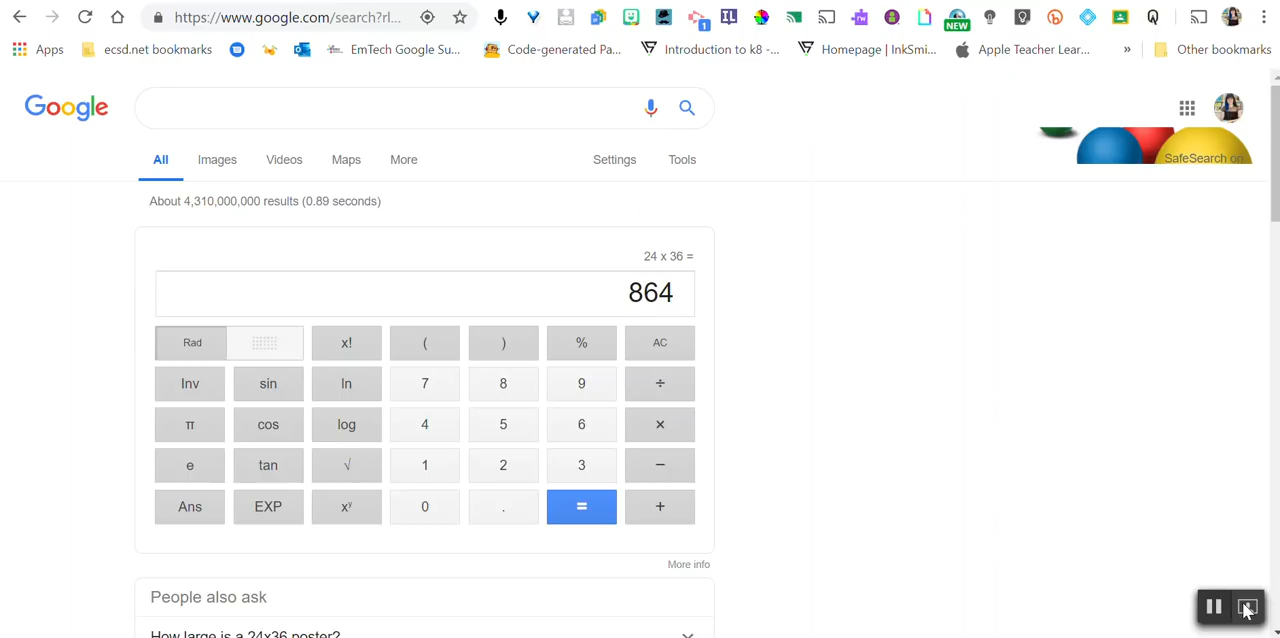 https://www.google.com/search?rl...
1
IL
rw
NEW
Apps
ecsd.net bookmarks
EmTech Google Su...
Code-generated Pa...
Introduction to k8 -...
Homepage | InkSmi...
Apple Teacher Lear...
»
Other bookmarks
Google
SafeSearch on
All Images Videos Maps More Settings Tools
About 4,310,000,000 results (0.89 seconds)
24 x 36 =
864
Rad x! ( ) % AC
Inv sin ln 7 8 9 ÷
π cos log 4 5 6 ×
e tan √ 1 2 3 −
Ans EXP xʸ 0 . = +
More info
People also ask
How large is a 24x36 poster?